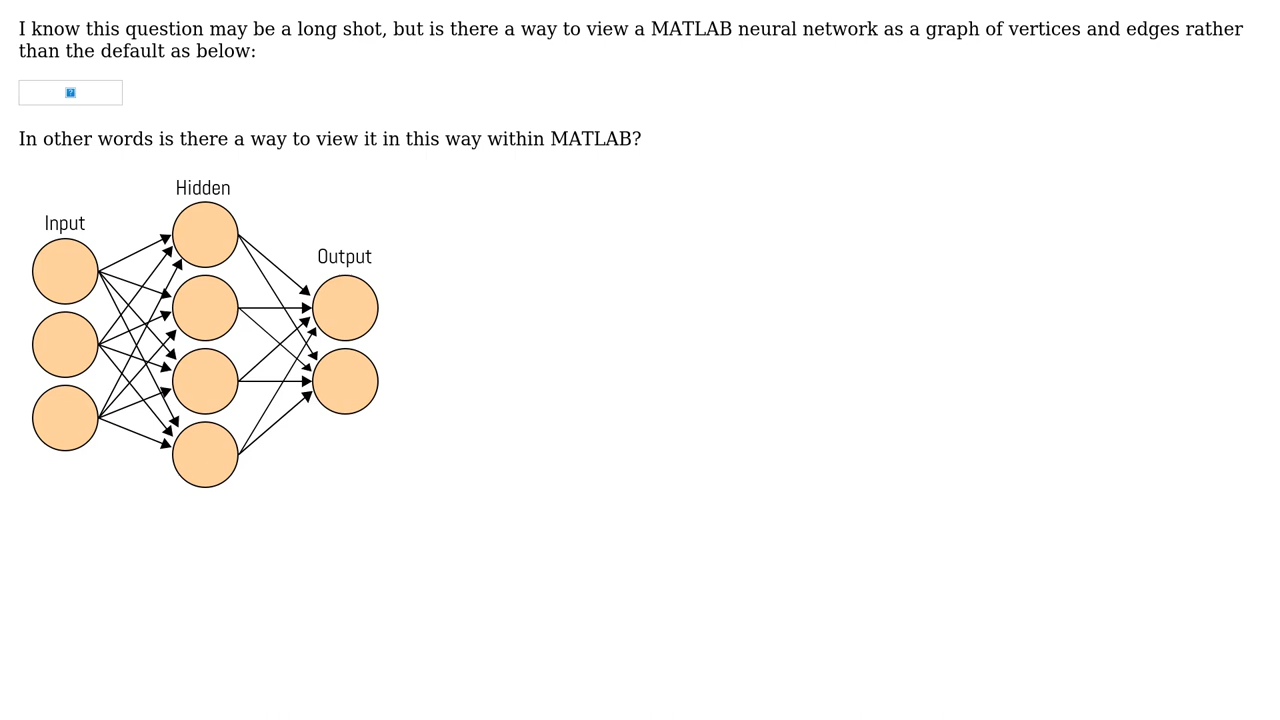 I know this question may be a long shot, but is there a way to view a MATLAB neural network as a graph of vertices and edges rather
than the default as below:
In other words is there a way to view it in this way within MATLAB?
Hidden
Input
Output